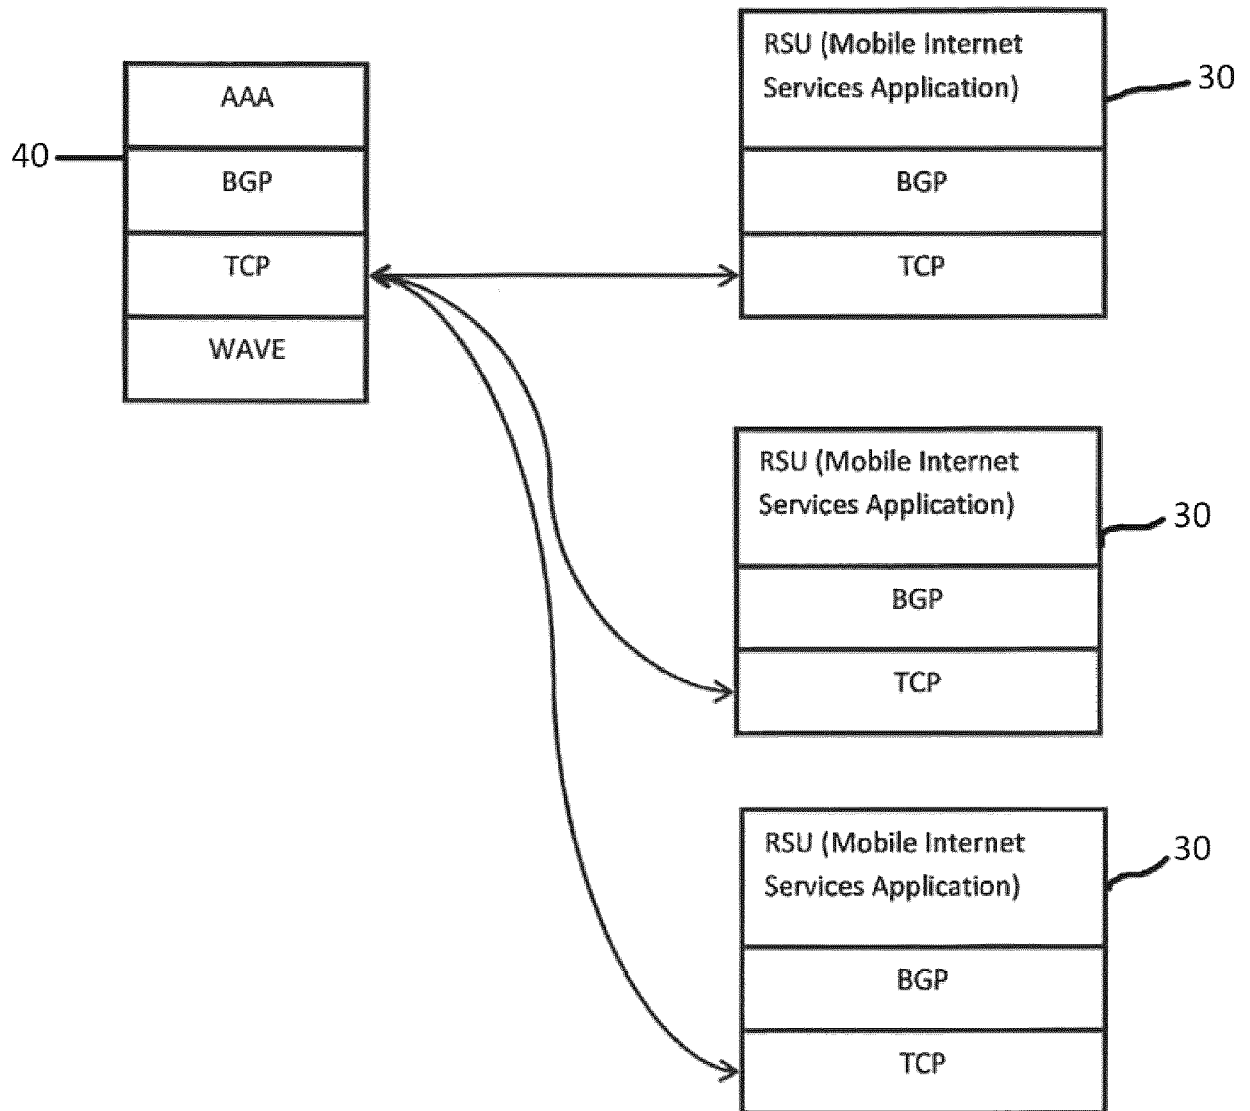 40
AAA
BGP
TCP
WAVE
RSU (Mobile Internet
Services Application)
BGP
TCP
30
RSU (Mobile Internet
Services Application)
BGP
TCP
30
RSU (Mobile Internet
Services Application)
BGP
TCP
30